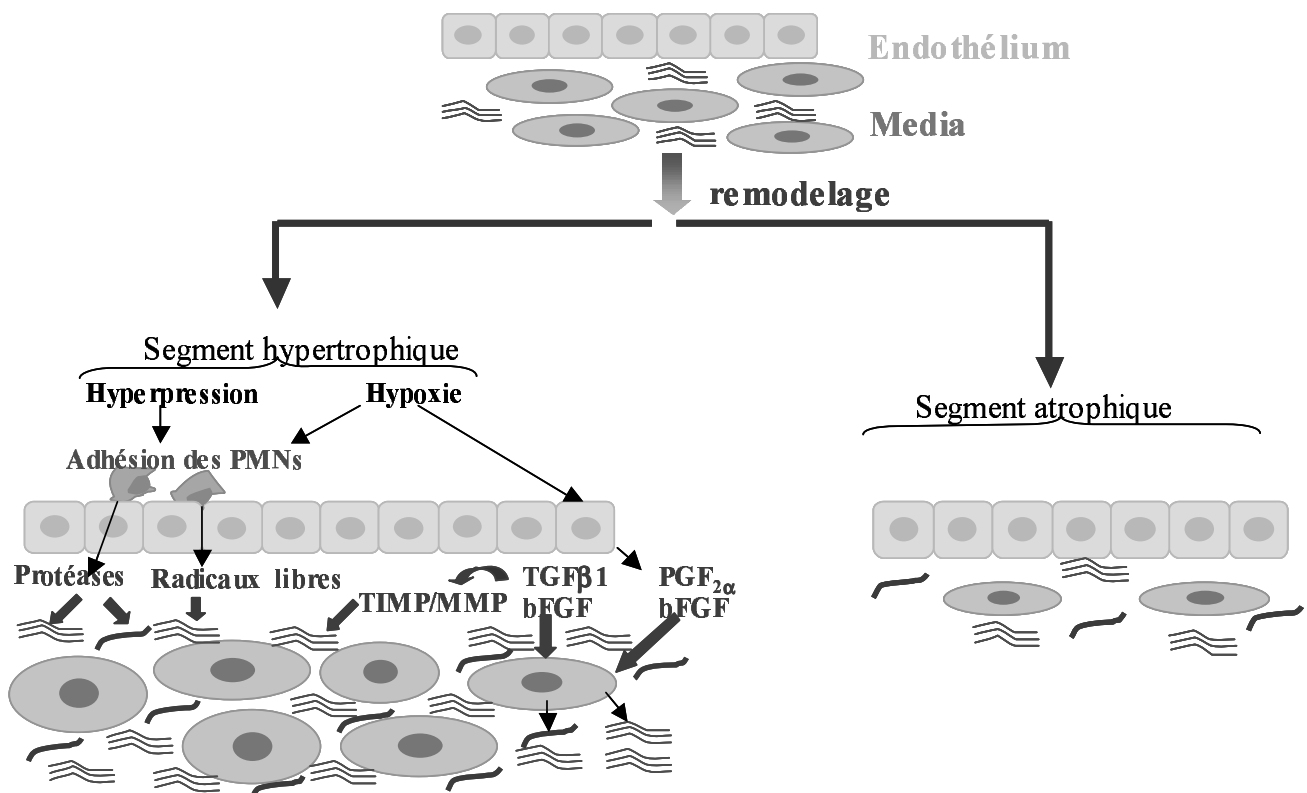 Endothélium
Media
remodelage
Segment hypertrophique
Hyperpression
Hypoxie
Segment atrophique
Adhésion des PMNs
Protéases
Radicaux libres
TIMP/MMP
TGFβ1
bFGF
PGF2α
bFGF